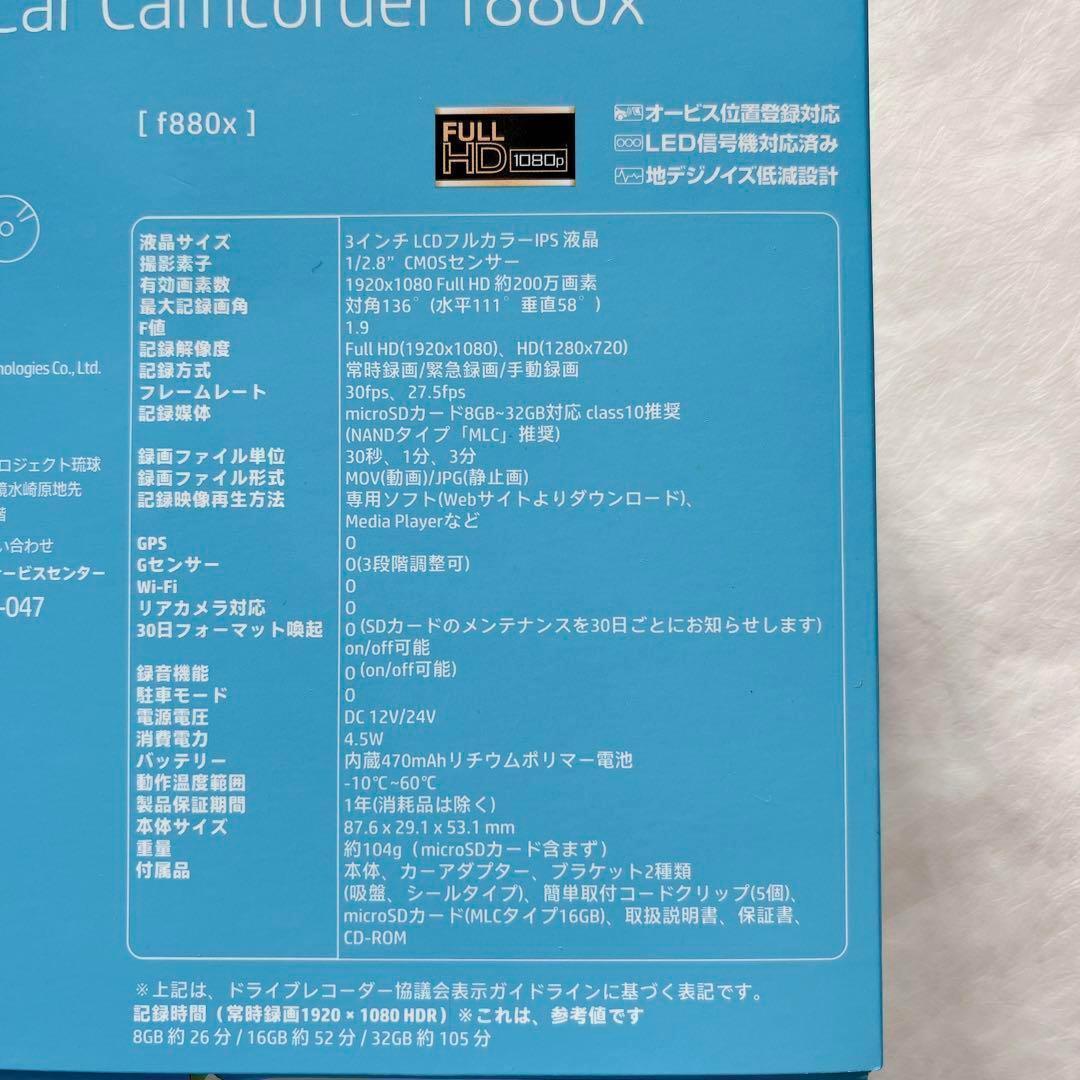 Car Camcorder f880x
[ f880x ]
FULL
HD 1080p
オービス位置登録対応
LED信号機対応済み
地デジノイズ低減設計
液晶サイズ 3インチ LCDフルカラーIPS 液晶
撮影素子 1/2.8” CMOSセンサー
有効画素数 1920x1080 Full HD 約200万画素
最大記録画角 対角136°(水平111° 垂直58°)
F値 1.9
記録解像度 Full HD(1920x1080)、HD(1280x720)
記録方式 常時録画/緊急録画/手動録画
フレームレート 30fps、27.5fps
記録媒体 microSDカード8GB~32GB対応 class10推奨
(NANDタイプ「MLC」推奨)
録画ファイル単位 30秒、1分、3分
録画ファイル形式 MOV(動画)/JPG(静止画)
記録映像再生方法 専用ソフト(Webサイトよりダウンロード)、
Media Playerなど
GPS O
Gセンサー O(3段階調整可)
Wi-Fi O
リアカメラ対応 O
30日フォーマット喚起 O (SDカードのメンテナンスを30日ごとにお知らせします)
on/off可能
録音機能 O (on/off可能)
駐車モード O
電源電圧 DC 12V/24V
消費電力 4.5W
バッテリー 内蔵470mAhリチウムポリマー電池
動作温度範囲 -10℃~60℃
製品保証期間 1年(消耗品は除く)
本体サイズ 87.6 x 29.1 x 53.1 mm
重量 約104g（microSDカード含まず）
付属品 本体、カーアダプター、ブラケット2種類
(吸盤、シールタイプ)、簡単取付コードクリップ(5個)、
microSDカード(MLCタイプ16GB)、取扱説明書、保証書、
CD-ROM
※上記は、ドライブレコーダー協議会表示ガイドラインに基づく表記です。
記録時間（常時録画1920 × 1080 HDR）※これは、参考値です
8GB 約 26 分 / 16GB 約 52 分 / 32GB 約 105 分
nologies Co., Ltd.
ロジェクト琉球
鏡水崎原地先
階
い合わせ
ービスセンター
-047